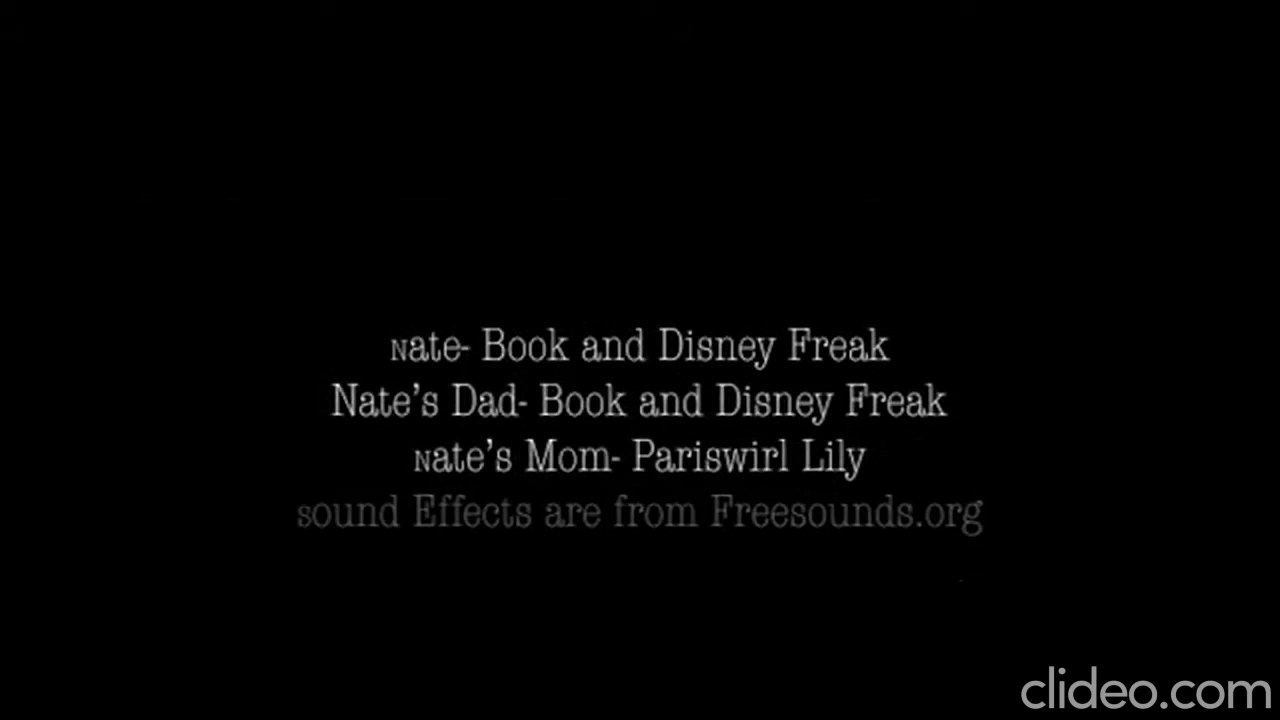 Nate- Book and Disney Freak
Nate’s Dad- Book and Disney Freak
Nate’s Mom- Pariswirl Lily
sound Effects are from Freesounds.org
clideo.com